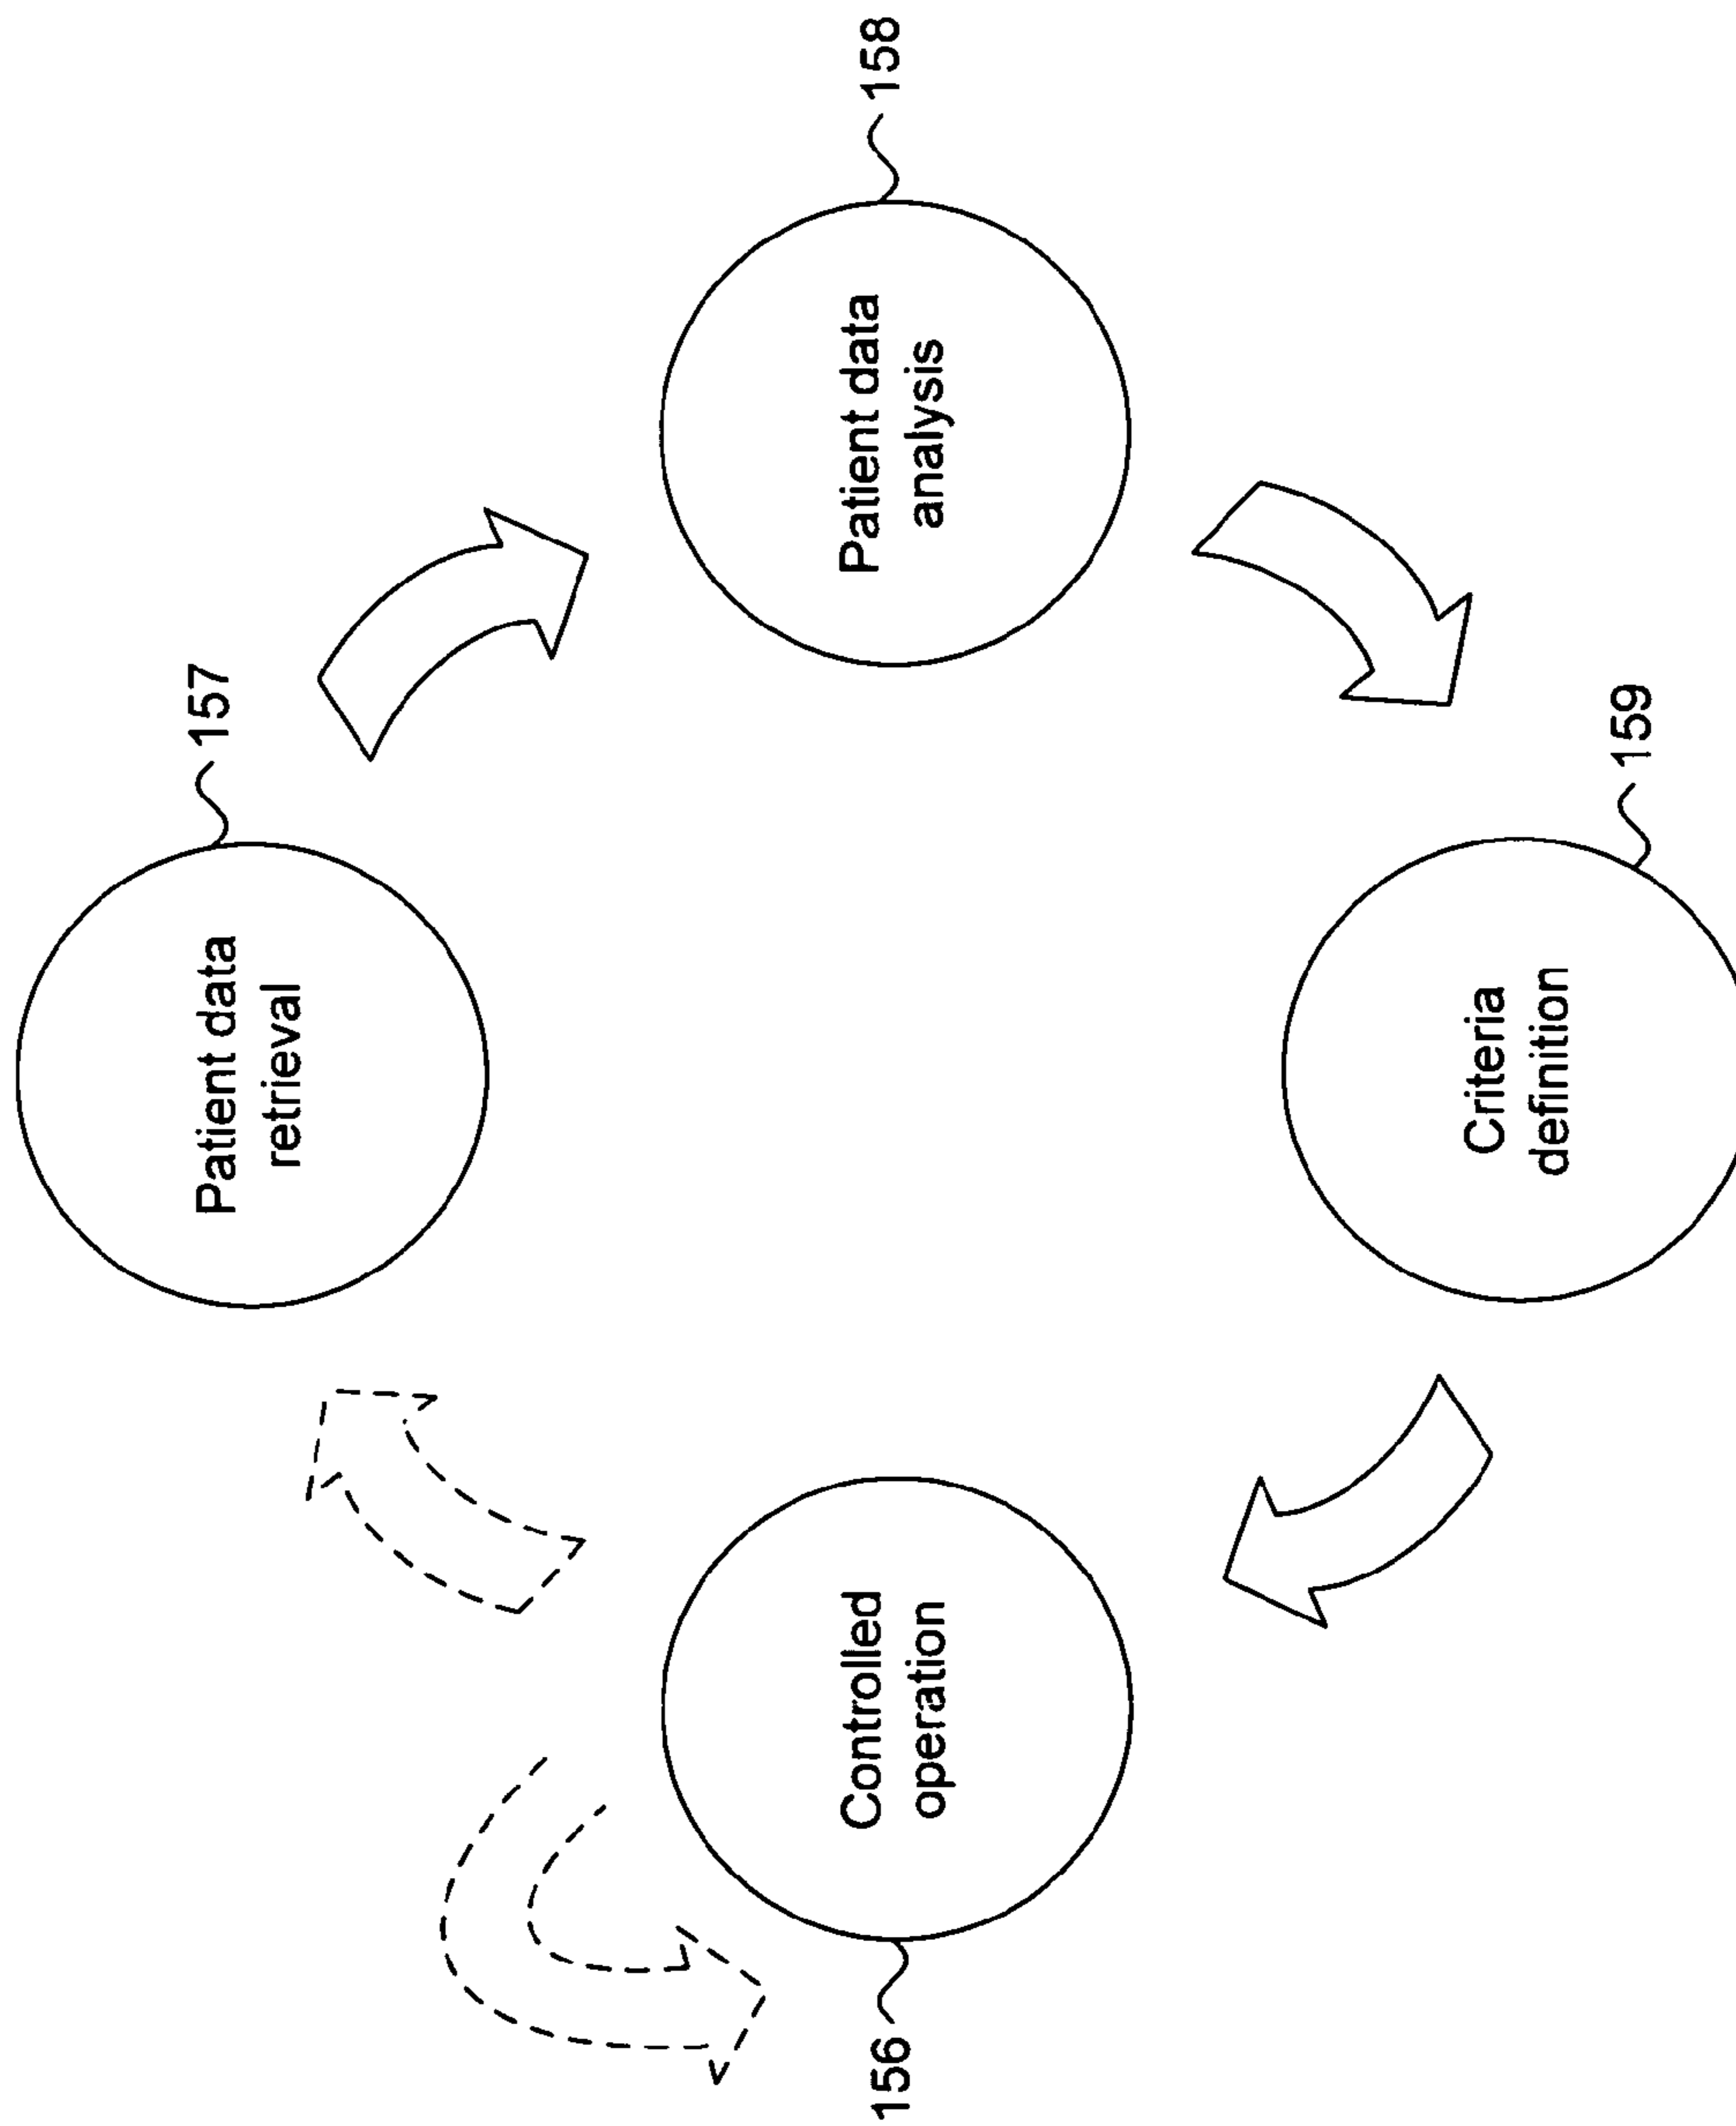 Patient data
retrieval
157
156
Controlled
operation
Patient data
analysis
158
Criteria
definition
159